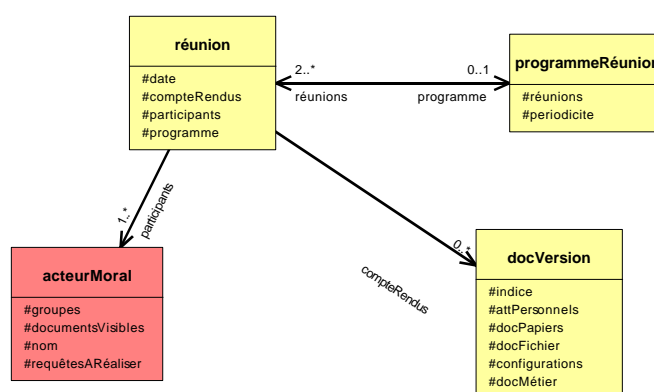 réunion
#date
#compteRendus
#participants
#programme
2..*
0..1
réunions
programme
programmeRéunion
#réunions
#periodicite
1..*
participants
acteurMoral
#groupes
#documentsVisibles
#nom
#requêtesARéaliser
0..*
compteRendus
docVersion
#indice
#attPersonnels
#docPapiers
#docFichier
#configurations
#docMétier